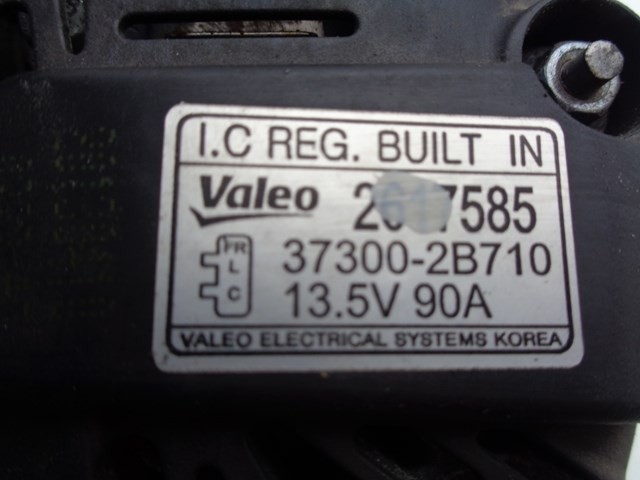 I.C REG. BUILT IN
Valeo
FR
L
C
37300-2B710
13.5V 90A
VALEO ELECTRICAL SYSTEMS KOREA